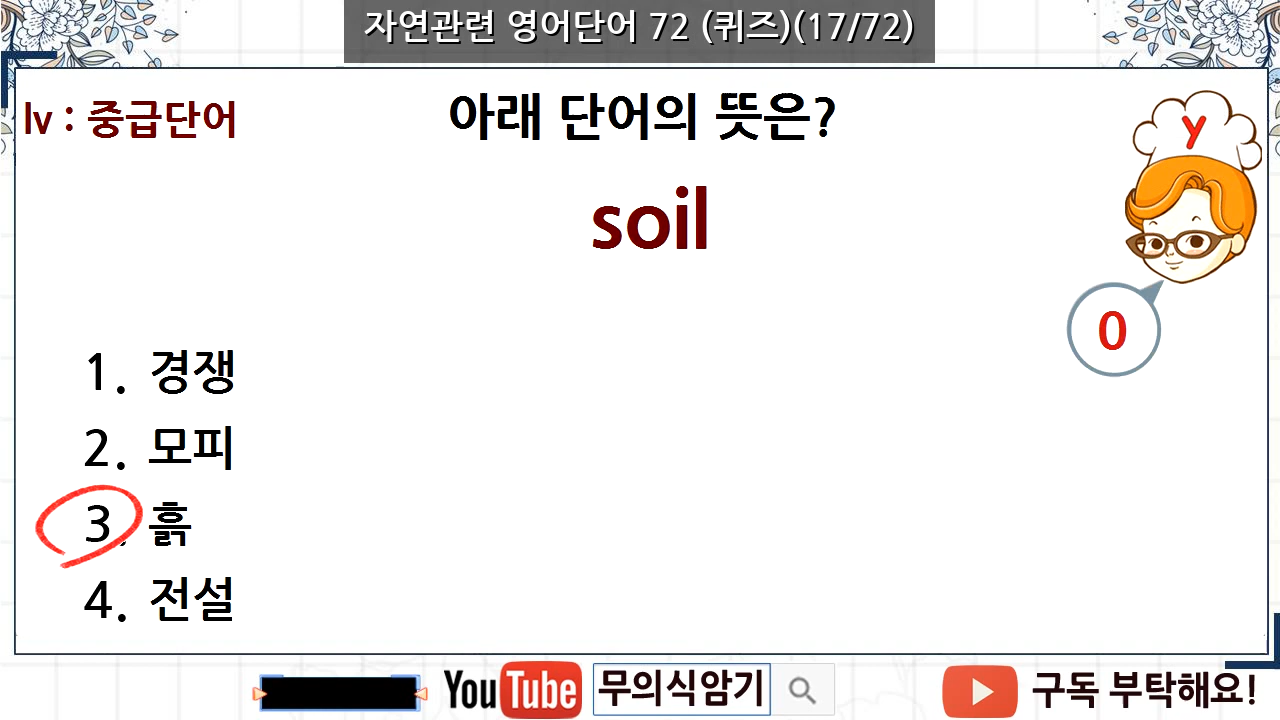 자연관련 영어단어 72 (퀴즈)(17/72)
lv : 중급단어
아래 단어의 뜻은?
y
soil
0
1. 경쟁
2. 모피
3. 흙
4. 전설
YouTube 무의식암기 구독 부탁해요!